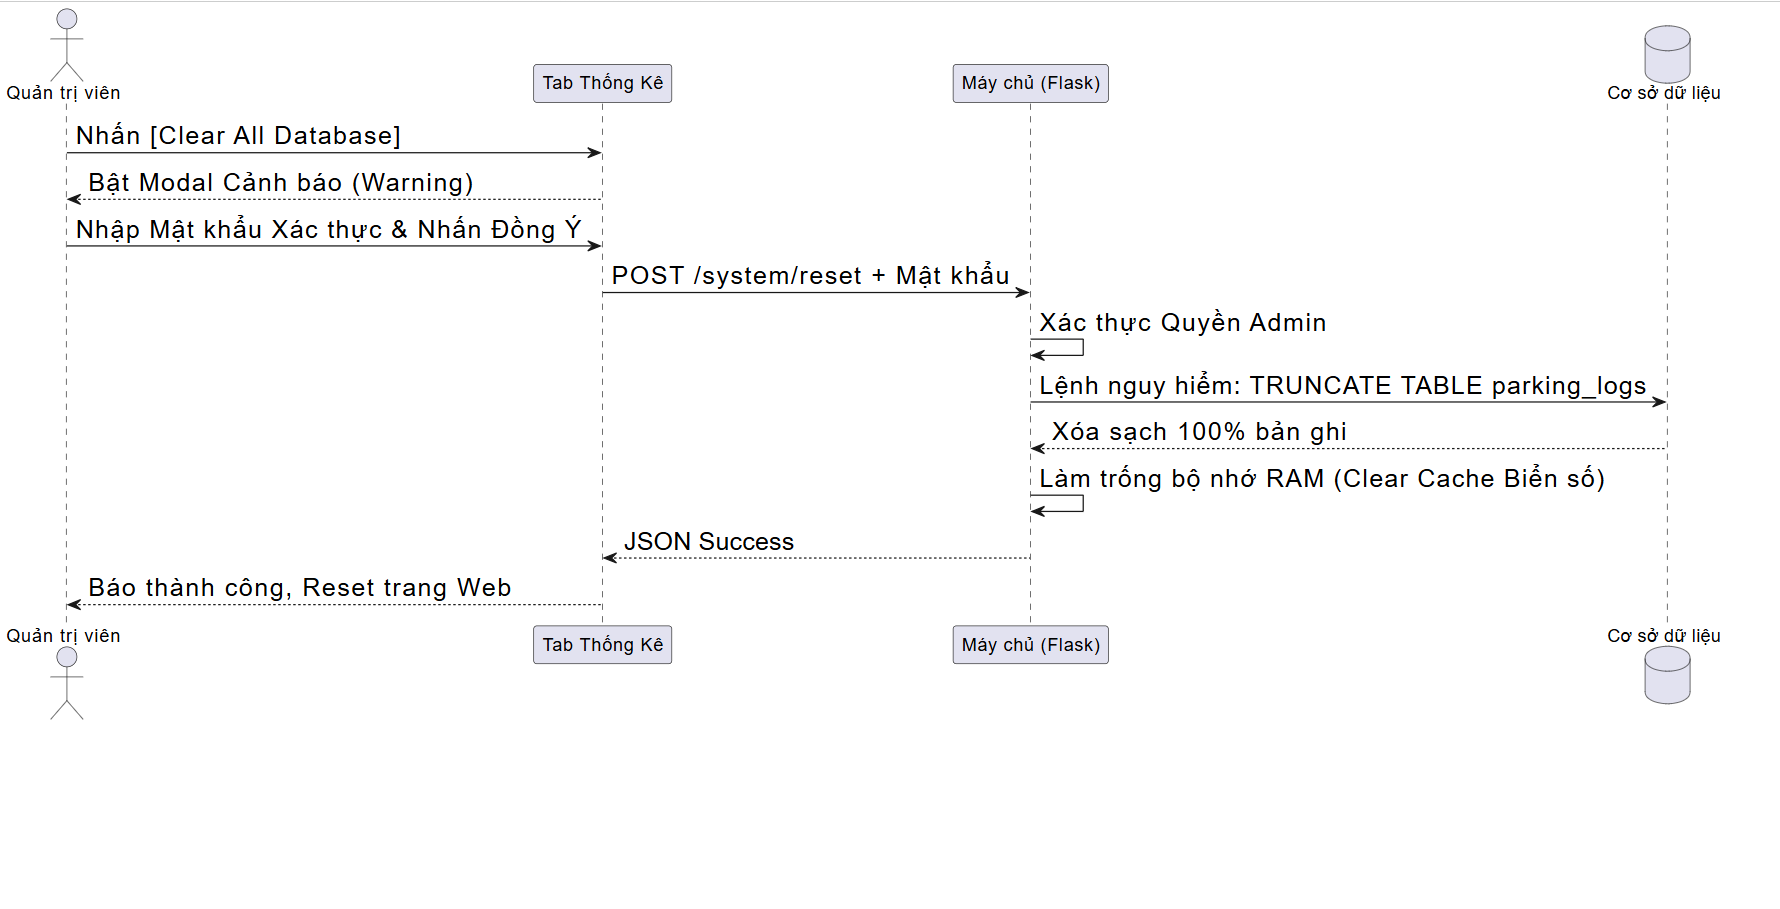 Quản trị viên
Tab Thống Kê
Máy chủ (Flask)
Cơ sở dữ liệu
Nhấn [Clear All Database]
Bật Modal Cảnh báo (Warning)
Nhập Mật khẩu Xác thực & Nhấn Đồng Ý
POST /system/reset + Mật khẩu
Xác thực Quyền Admin
Lệnh nguy hiểm: TRUNCATE TABLE parking_logs
Xóa sạch 100% bản ghi
Làm trống bộ nhớ RAM (Clear Cache Biển số)
JSON Success
Báo thành công, Reset trang Web
Quản trị viên
Tab Thống Kê
Máy chủ (Flask)
Cơ sở dữ liệu